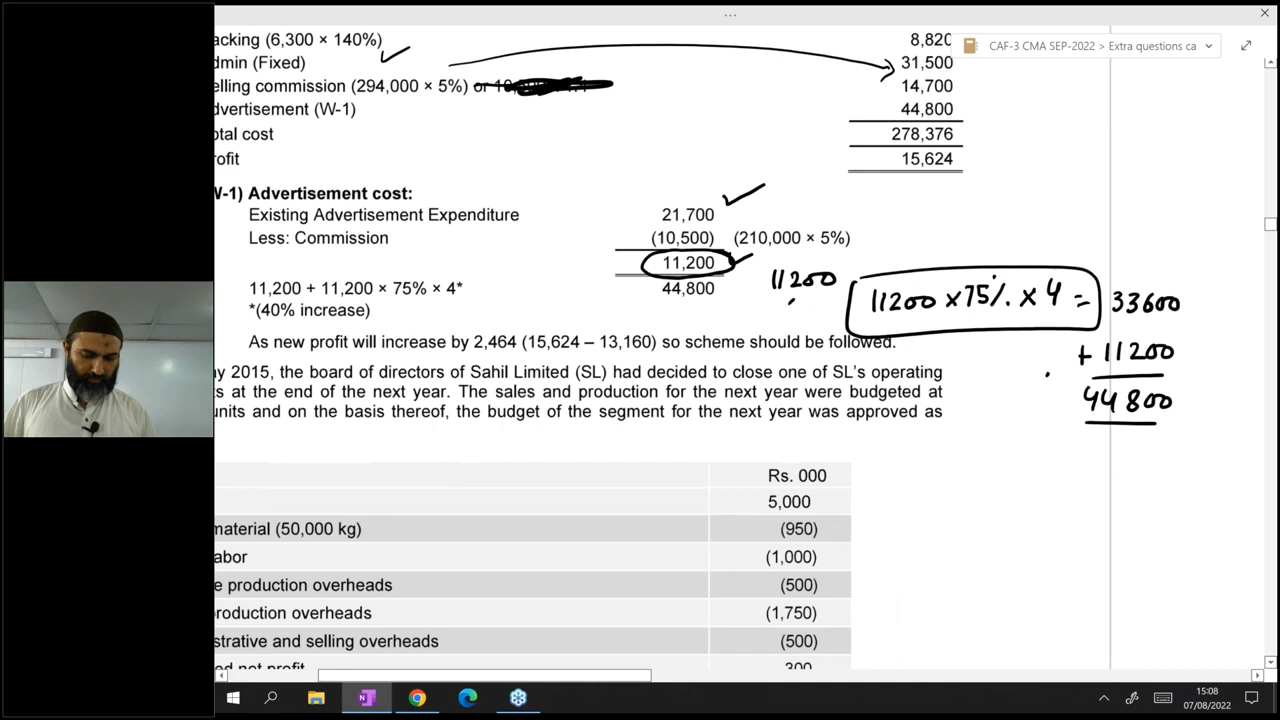 CAF-3 CMA SEP-2022 > Extra questions ca
acking (6,300 × 140%) 8,820
dmin (Fixed) 31,500
elling commission (294,000 × 5%) or 14,700
dvertisement (W-1) 44,800
otal cost 278,376
rofit 15,624
W-1) Advertisement cost:
Existing Advertisement Expenditure 21,700
Less: Commission (10,500) (210,000 × 5%)
11,200
11200
11,200 + 11,200 × 75% × 4* 44,800
11200 × 75% × 4 = 33600
*(40% increase)
+ 11200
44800
As new profit will increase by 2,464 (15,624 – 13,160) so scheme should be followed.
y 2015, the board of directors of Sahil Limited (SL) had decided to close one of SL's operating
s at the end of the next year. The sales and production for the next year were budgeted at
units and on the basis thereof, the budget of the segment for the next year was approved as
Rs. 000
5,000
material (50,000 kg) (950)
abor (1,000)
e production overheads (500)
production overheads (1,750)
strative and selling overheads (500)
ed net profit 300
15:08
07/08/2022